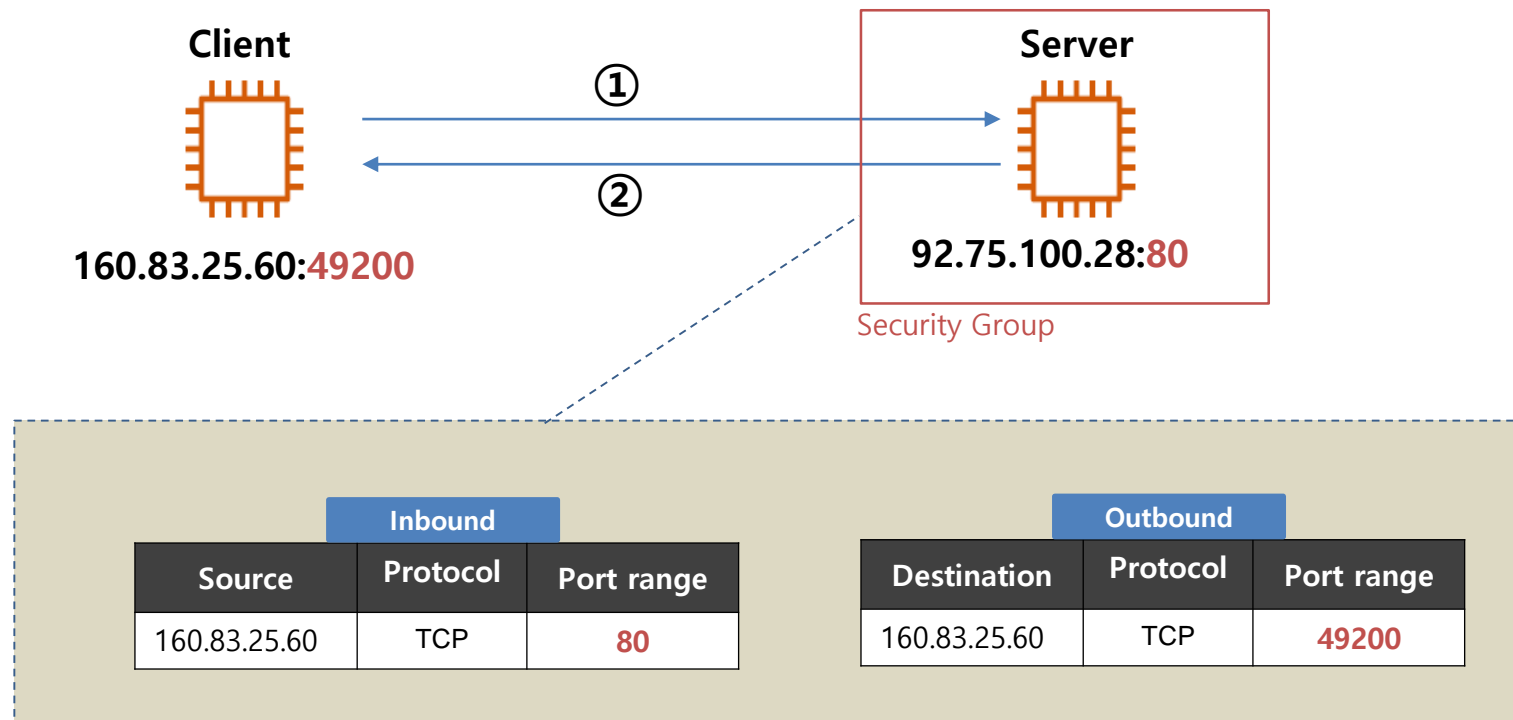 Client
Server
①
②
160.83.25.60:49200
92.75.100.28:80
Security Group
Inbound
Source Protocol Port range
160.83.25.60 TCP 80
Outbound
Destination Protocol Port range
160.83.25.60 TCP 49200